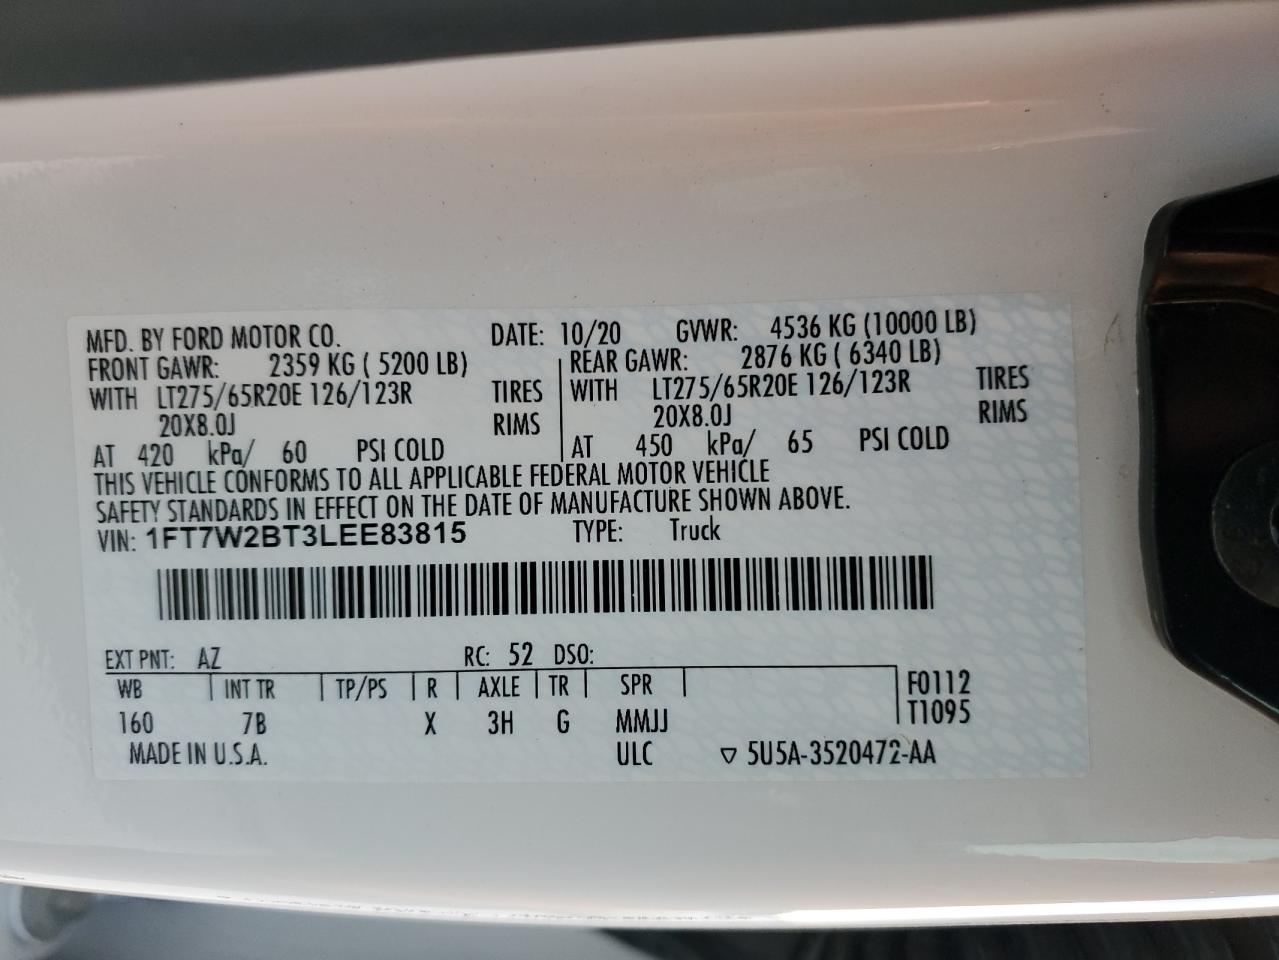 MFD. BY FORD MOTOR CO. DATE: 10/20 GVWR: 4536 KG (10000 LB)
FRONT GAWR: 2359 KG ( 5200 LB) REAR GAWR: 2876 KG ( 6340 LB)
WITH LT275/65R20E 126/123R TIRES WITH LT275/65R20E 126/123R TIRES
20X8.0J RIMS 20X8.0J RIMS
AT 420 kPa/ 60 PSI COLD AT 450 kPa/ 65 PSI COLD
THIS VEHICLE CONFORMS TO ALL APPLICABLE FEDERAL MOTOR VEHICLE
SAFETY STANDARDS IN EFFECT ON THE DATE OF MANUFACTURE SHOWN ABOVE.
VIN: 1FT7W2BT3LEE83815 TYPE: Truck
EXT PNT: AZ RC: 52 DSO:
WB INT TR TP/PS R AXLE TR SPR F0112
160 7B X 3H G MMJJ T1095
MADE IN U.S.A. ULC ▽ 5U5A-3520472-AA